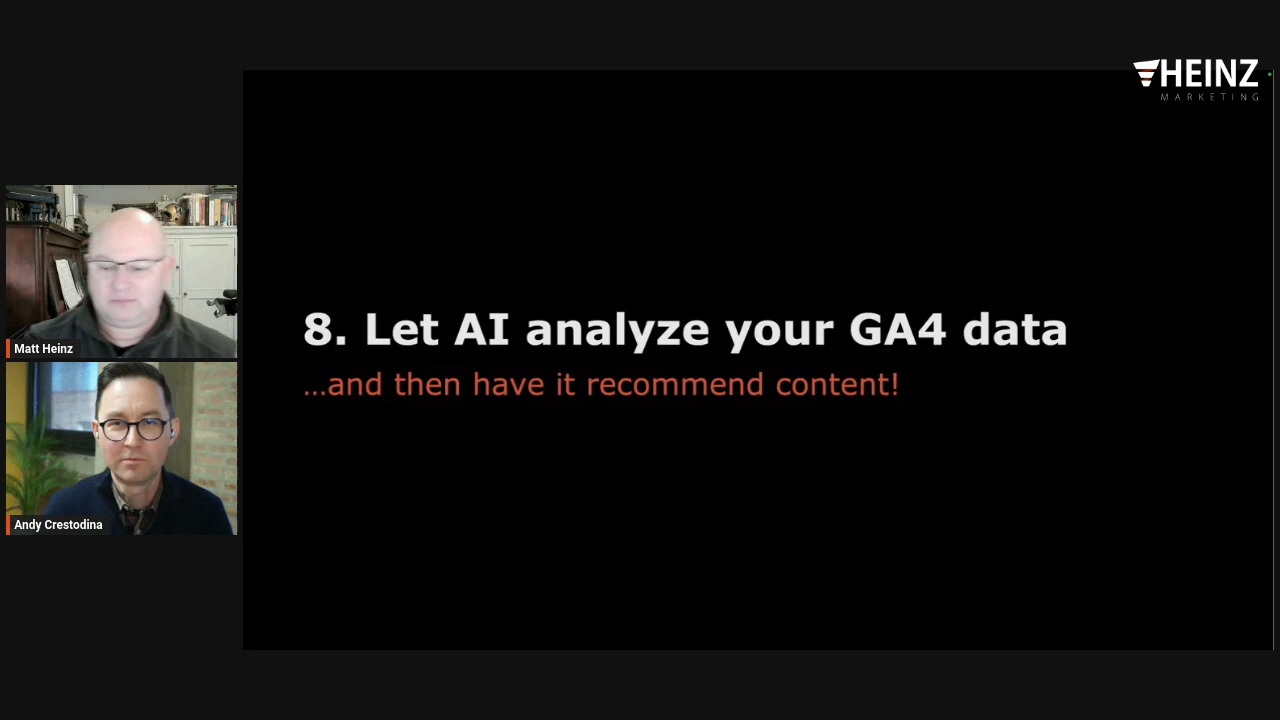 HEINZ
MARKETING
8. Let AI analyze your GA4 data
...and then have it recommend content!
Matt Heinz
Andy Crestodina